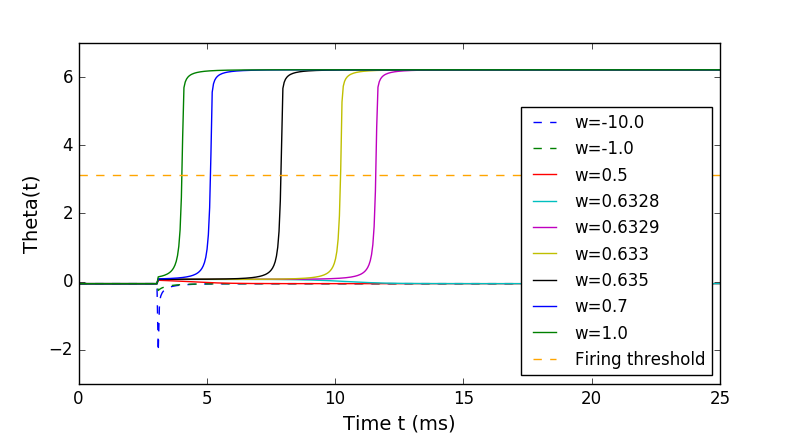 6
4
2
0
−2
Theta(t)
0
5
10
15
20
25
Time t (ms)
w=-10.0
w=-1.0
w=0.5
w=0.6328
w=0.6329
w=0.633
w=0.635
w=0.7
w=1.0
Firing threshold